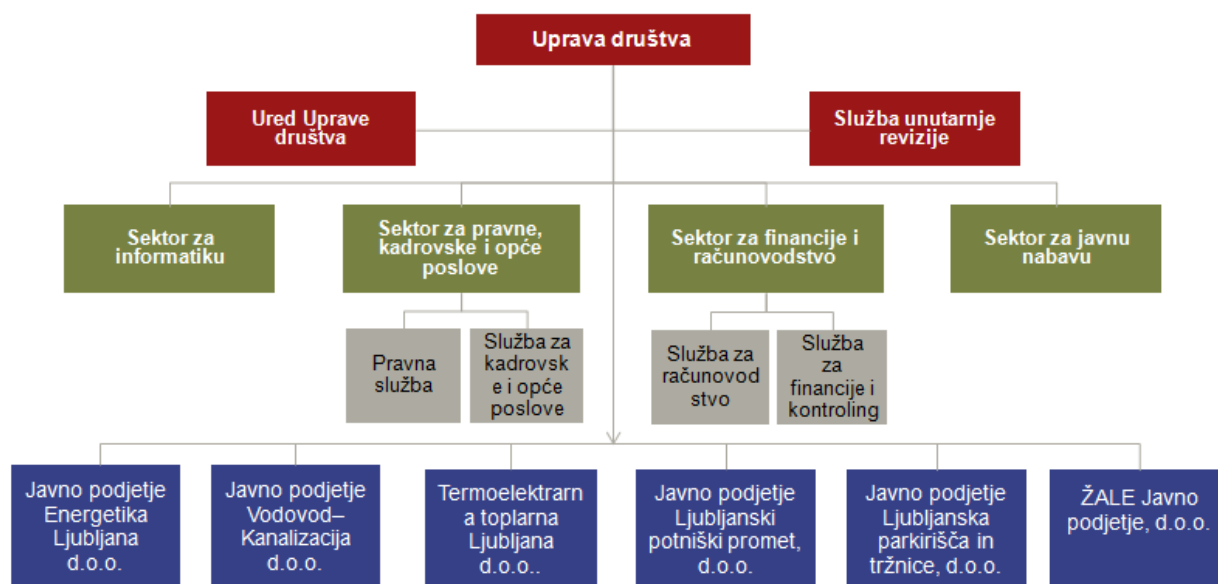 Uprava društva
Ured Uprave
društva
Služba unutarnje
revizije
Sektor za
informatiku
Sektor za pravne,
kadrovske i opće
poslove
Sektor za financije i
računovodstvo
Sektor za javnu
nabavu
Pravna
služba
Služba za
kadrovsk
e i opće
poslove
Služba za
računovod
stvo
Služba
za
financije i
kontroling
Javno podjetje
Energetika
Ljubljana
d.o.o.
Javno podjetje
Vodovod–
Kanalizacija
d.o.o.
Termoelektrarn
a toplarna
Ljubljana
d.o.o..
Javno podjetje
Ljubljanski
potniški promet,
d.o.o.
Javno podjetje
Ljubljanska
parkirišča in
tržnice, d.o.o.
ŽALE Javno
podjetje, d.o.o.